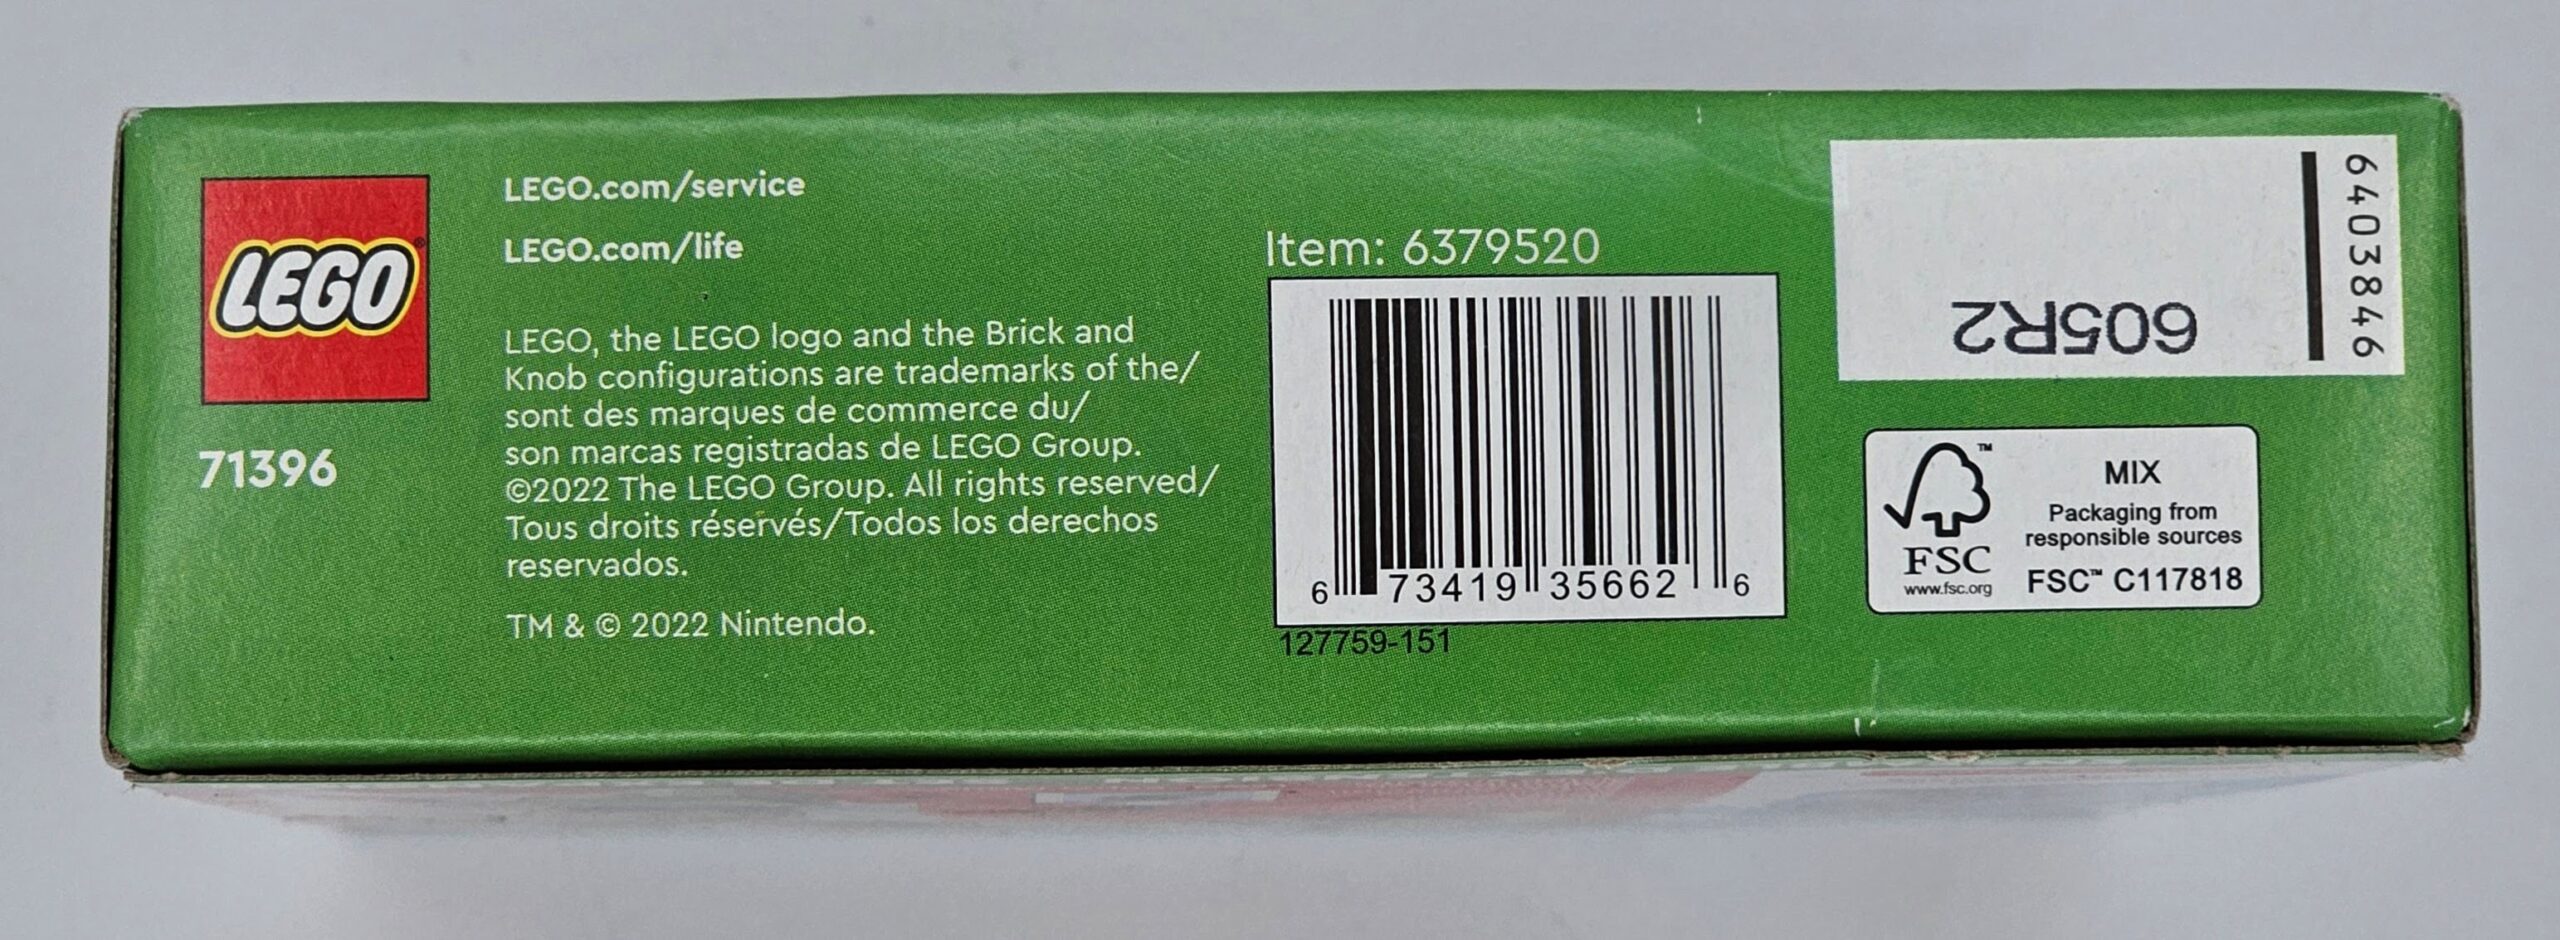 LEGO®
71396
LEGO.com/service
LEGO.com/life
LEGO, the LEGO logo and the Brick and
Knob configurations are trademarks of the/
sont des marques de commerce du/
son marcas registradas de LEGO Group.
©2022 The LEGO Group. All rights reserved/
Tous droits réservés/Todos los derechos
reservados.
TM & © 2022 Nintendo.
Item: 6379520
6 73419 35662 6
127759-151
605R2
6403846
FSC™
www.fsc.org
MIX
Packaging from
responsible sources
FSC™ C117818